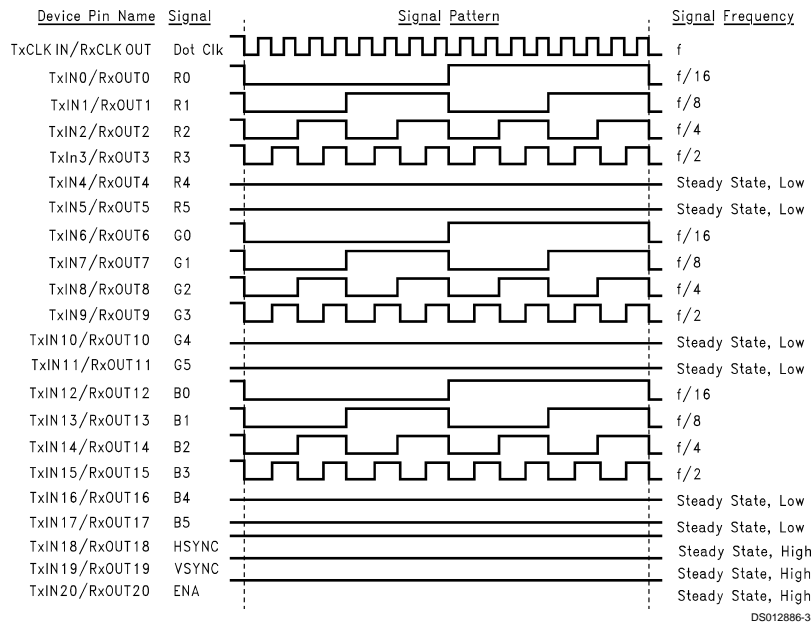 Device Pin Name Signal Signal Pattern Signal Frequency
TxCLK IN/RxCLK OUT Dot Clk f
TxIN0/RxOUT0 R0 f/16
TxIN1/RxOUT1 R1 f/8
TxIN2/RxOUT2 R2 f/4
TxIn3/RxOUT3 R3 f/2
TxIN4/RxOUT4 R4 Steady State, Low
TxIN5/RxOUT5 R5 Steady State, Low
TxIN6/RxOUT6 G0 f/16
TxIN7/RxOUT7 G1 f/8
TxIN8/RxOUT8 G2 f/4
TxIN9/RxOUT9 G3 f/2
TxIN10/RxOUT10 G4 Steady State, Low
TxIN11/RxOUT11 G5 Steady State, Low
TxIN12/RxOUT12 B0 f/16
TxIN13/RxOUT13 B1 f/8
TxIN14/RxOUT14 B2 f/4
TxIN15/RxOUT15 B3 f/2
TxIN16/RxOUT16 B4 Steady State, Low
TxIN17/RxOUT17 B5 Steady State, Low
TxIN18/RxOUT18 HSYNC Steady State, High
TxIN19/RxOUT19 VSYNC Steady State, High
TxIN20/RxOUT20 ENA Steady State, High
DS012886-3